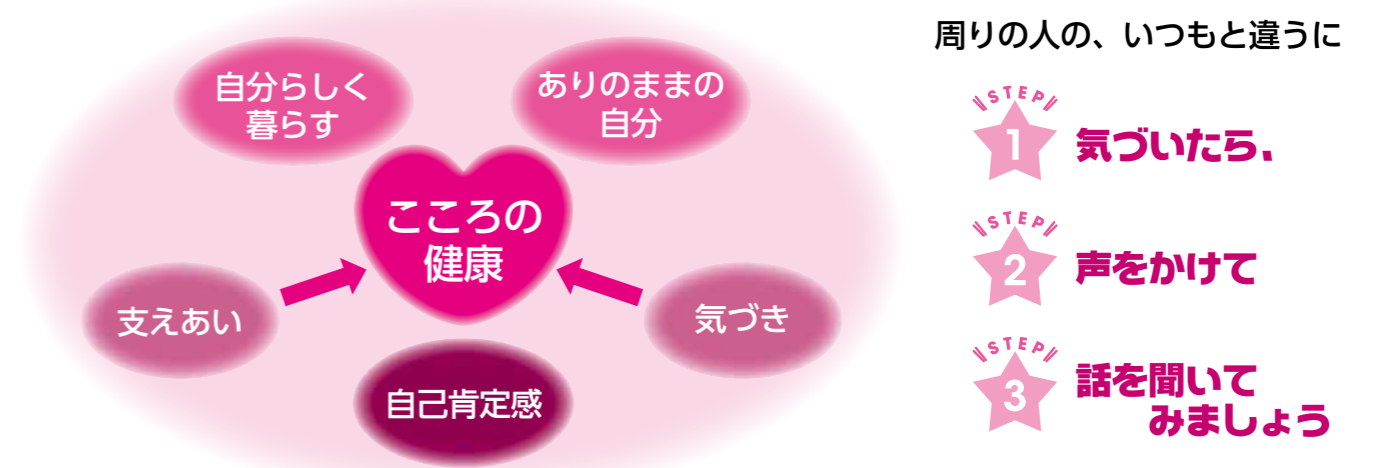 自分らしく
暮らす
ありのままの
自分
こころの
健康
支えあい
気づき
自己肯定感
周りの人の、いつもと違うに
STEP
1
気づいたら、
STEP
2
声をかけて
STEP
3
話を聞いて
みましょう